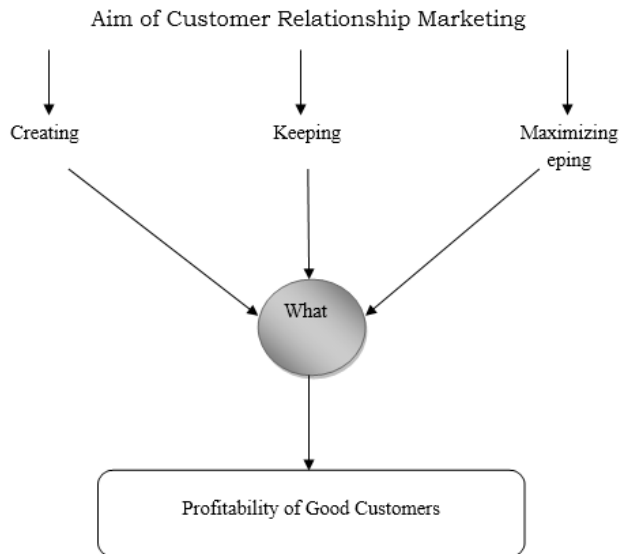 Aim of Customer Relationship Marketing
Creating
Keeping
Maximizing
eping
What
Profitability of Good Customers